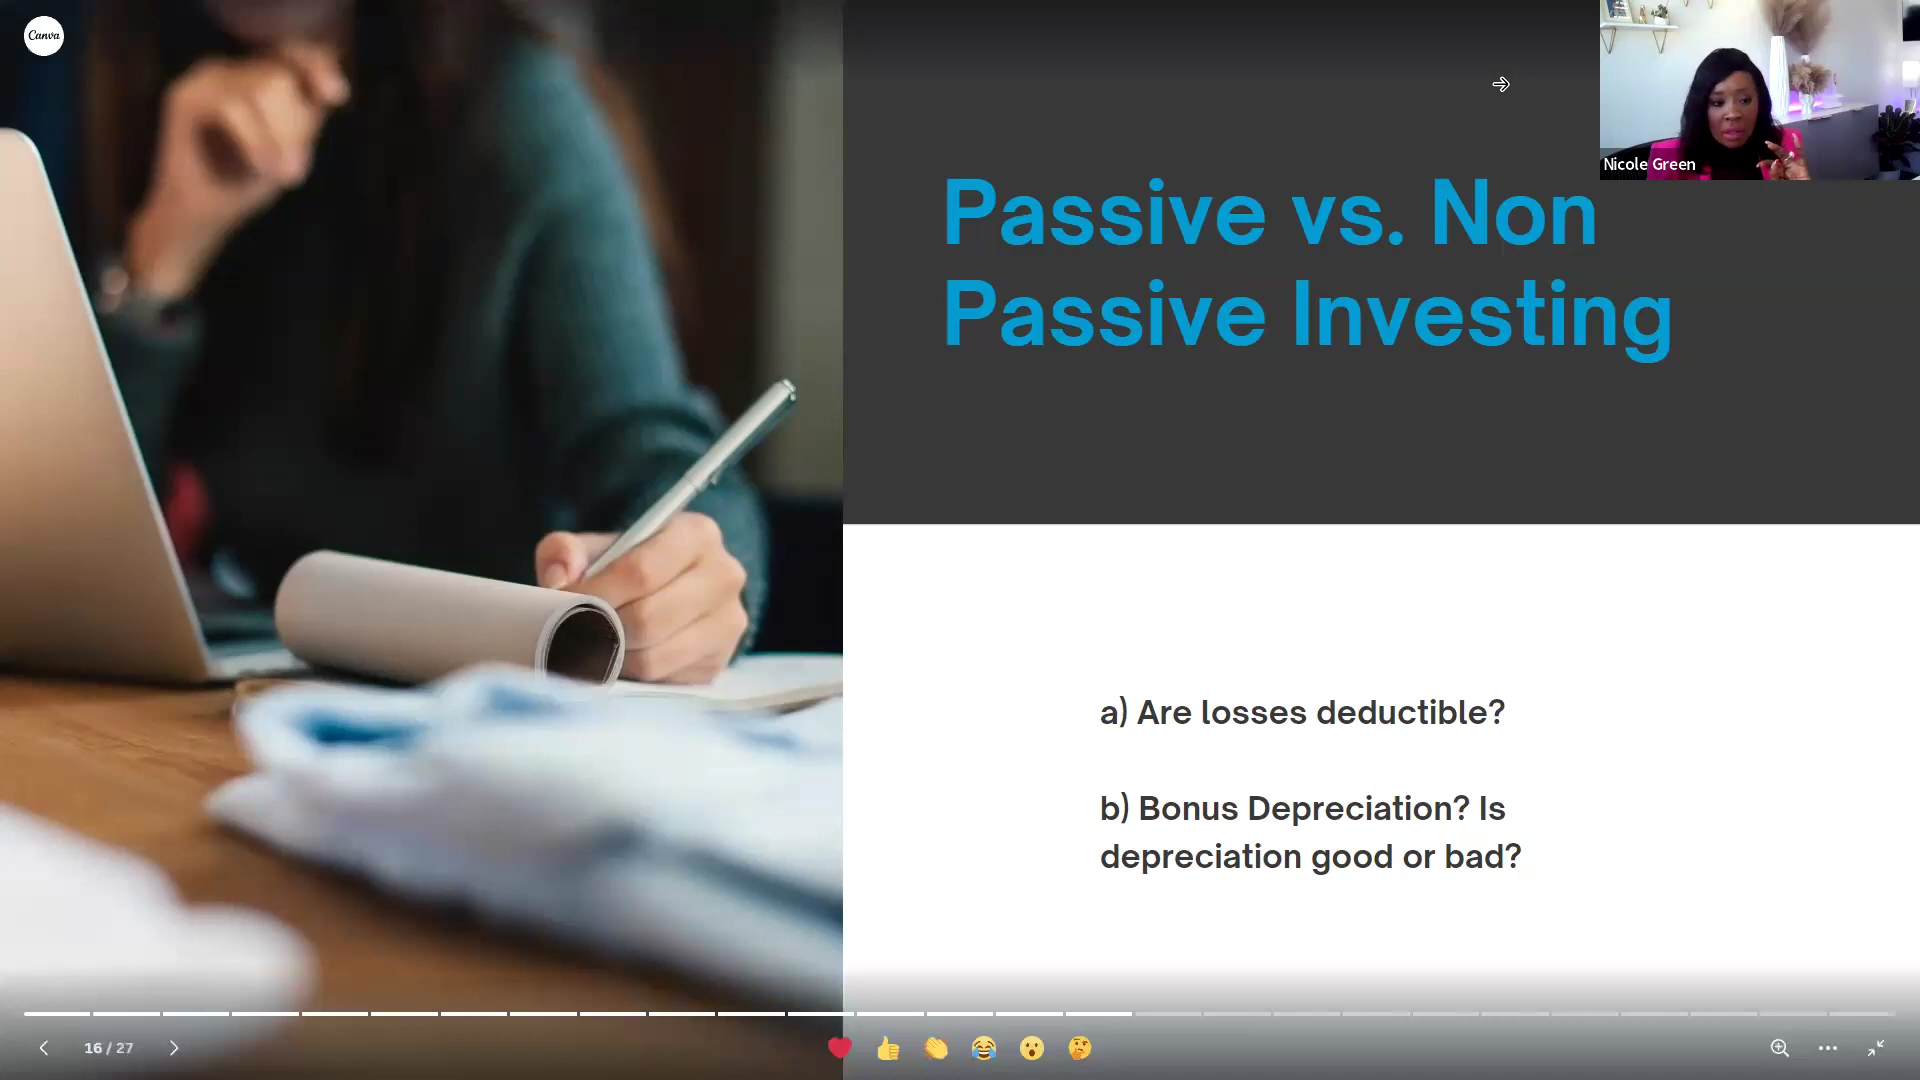 Canva
Nicole Green
Passive vs. Non
Passive Investing
a) Are losses deductible?
b) Bonus Depreciation? Is
depreciation good or bad?
16 / 27